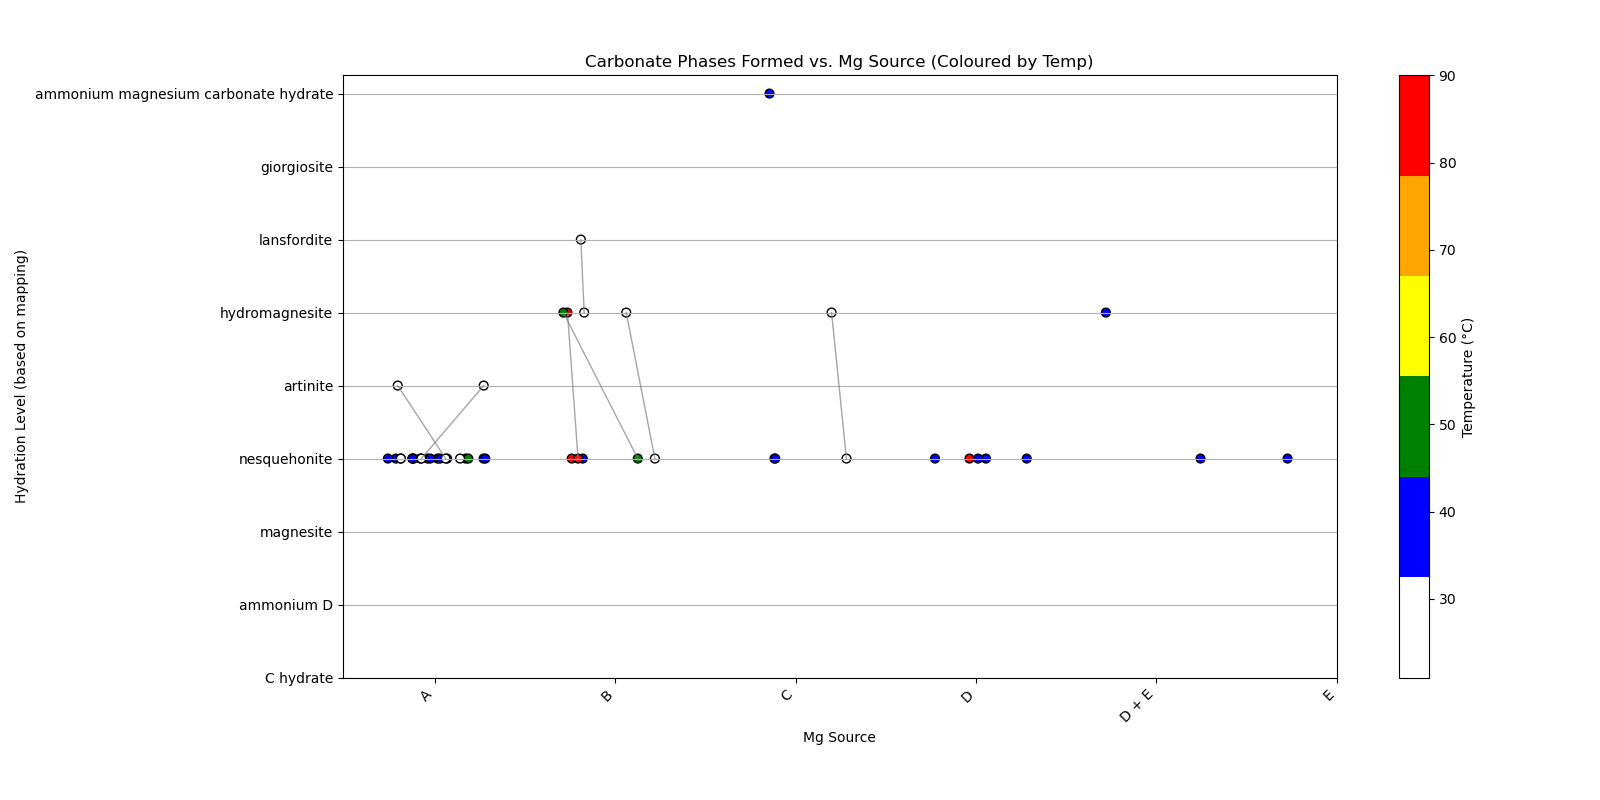 Carbonate Phases Formed vs. Mg Source (Coloured by Temp)
ammonium magnesium carbonate hydrate
giorgiosite
lansfordite
hydromagnesite
artinite
nesquehonite
magnesite
ammonium D
C hydrate
Hydration Level (based on mapping)
A
B
C
D
D + E
E
Mg Source
90
80
70
60
50
40
30
Temperature (°C)